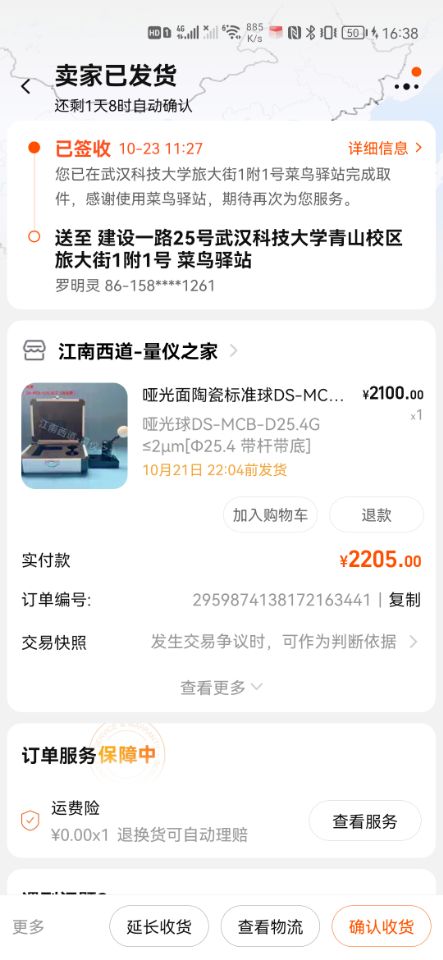 HD 1 4G 6 885 K/s 50 16:38
卖家已发货
还剩1天8时自动确认
已签收 10-23 11:27 详细信息
您已在武汉科技大学旅大街1附1号菜鸟驿站完成取
件，感谢使用菜鸟驿站，期待再次为您服务。
送至 建设一路25号武汉科技大学青山校区
旅大街1附1号 菜鸟驿站
罗明灵 86-158****1261
江南西道-量仪之家
哑光面陶瓷标准球DS-MC... ¥2100.00
哑光球DS-MCB-D25.4G x1
≤2μm[Φ25.4 带杆带底]
10月21日 22:04前发货
江南西道
加入购物车 退款
实付款 ¥2205.00
订单编号: 2959874138172163441 | 复制
交易快照 发生交易争议时，可作为判断依据
查看更多
订单服务 保障中
运费险
¥0.00x1 退换货可自动理赔
查看服务
更多 延长收货 查看物流 确认收货